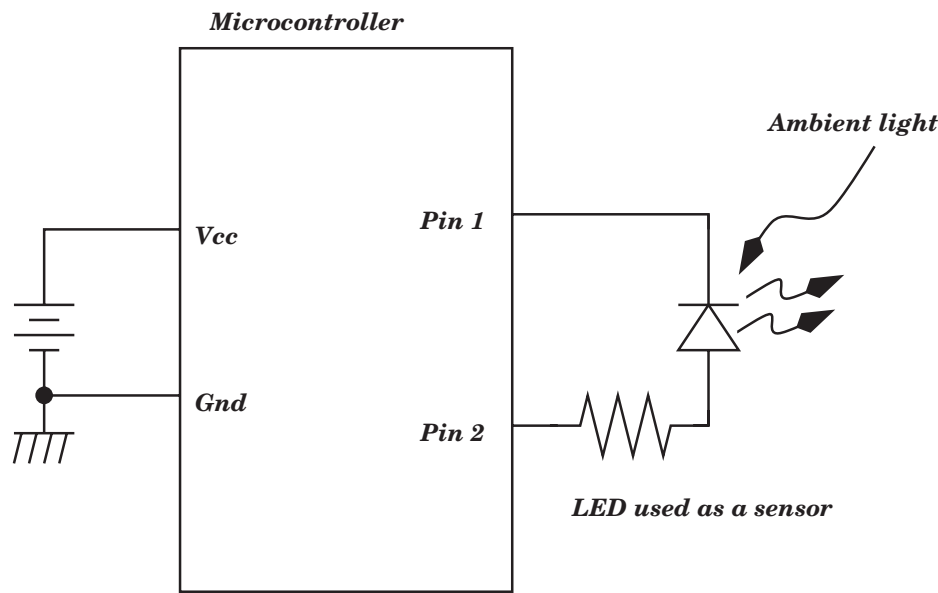 Microcontroller
Ambient light
Pin 1
Vcc
Gnd
Pin 2
LED used as a sensor